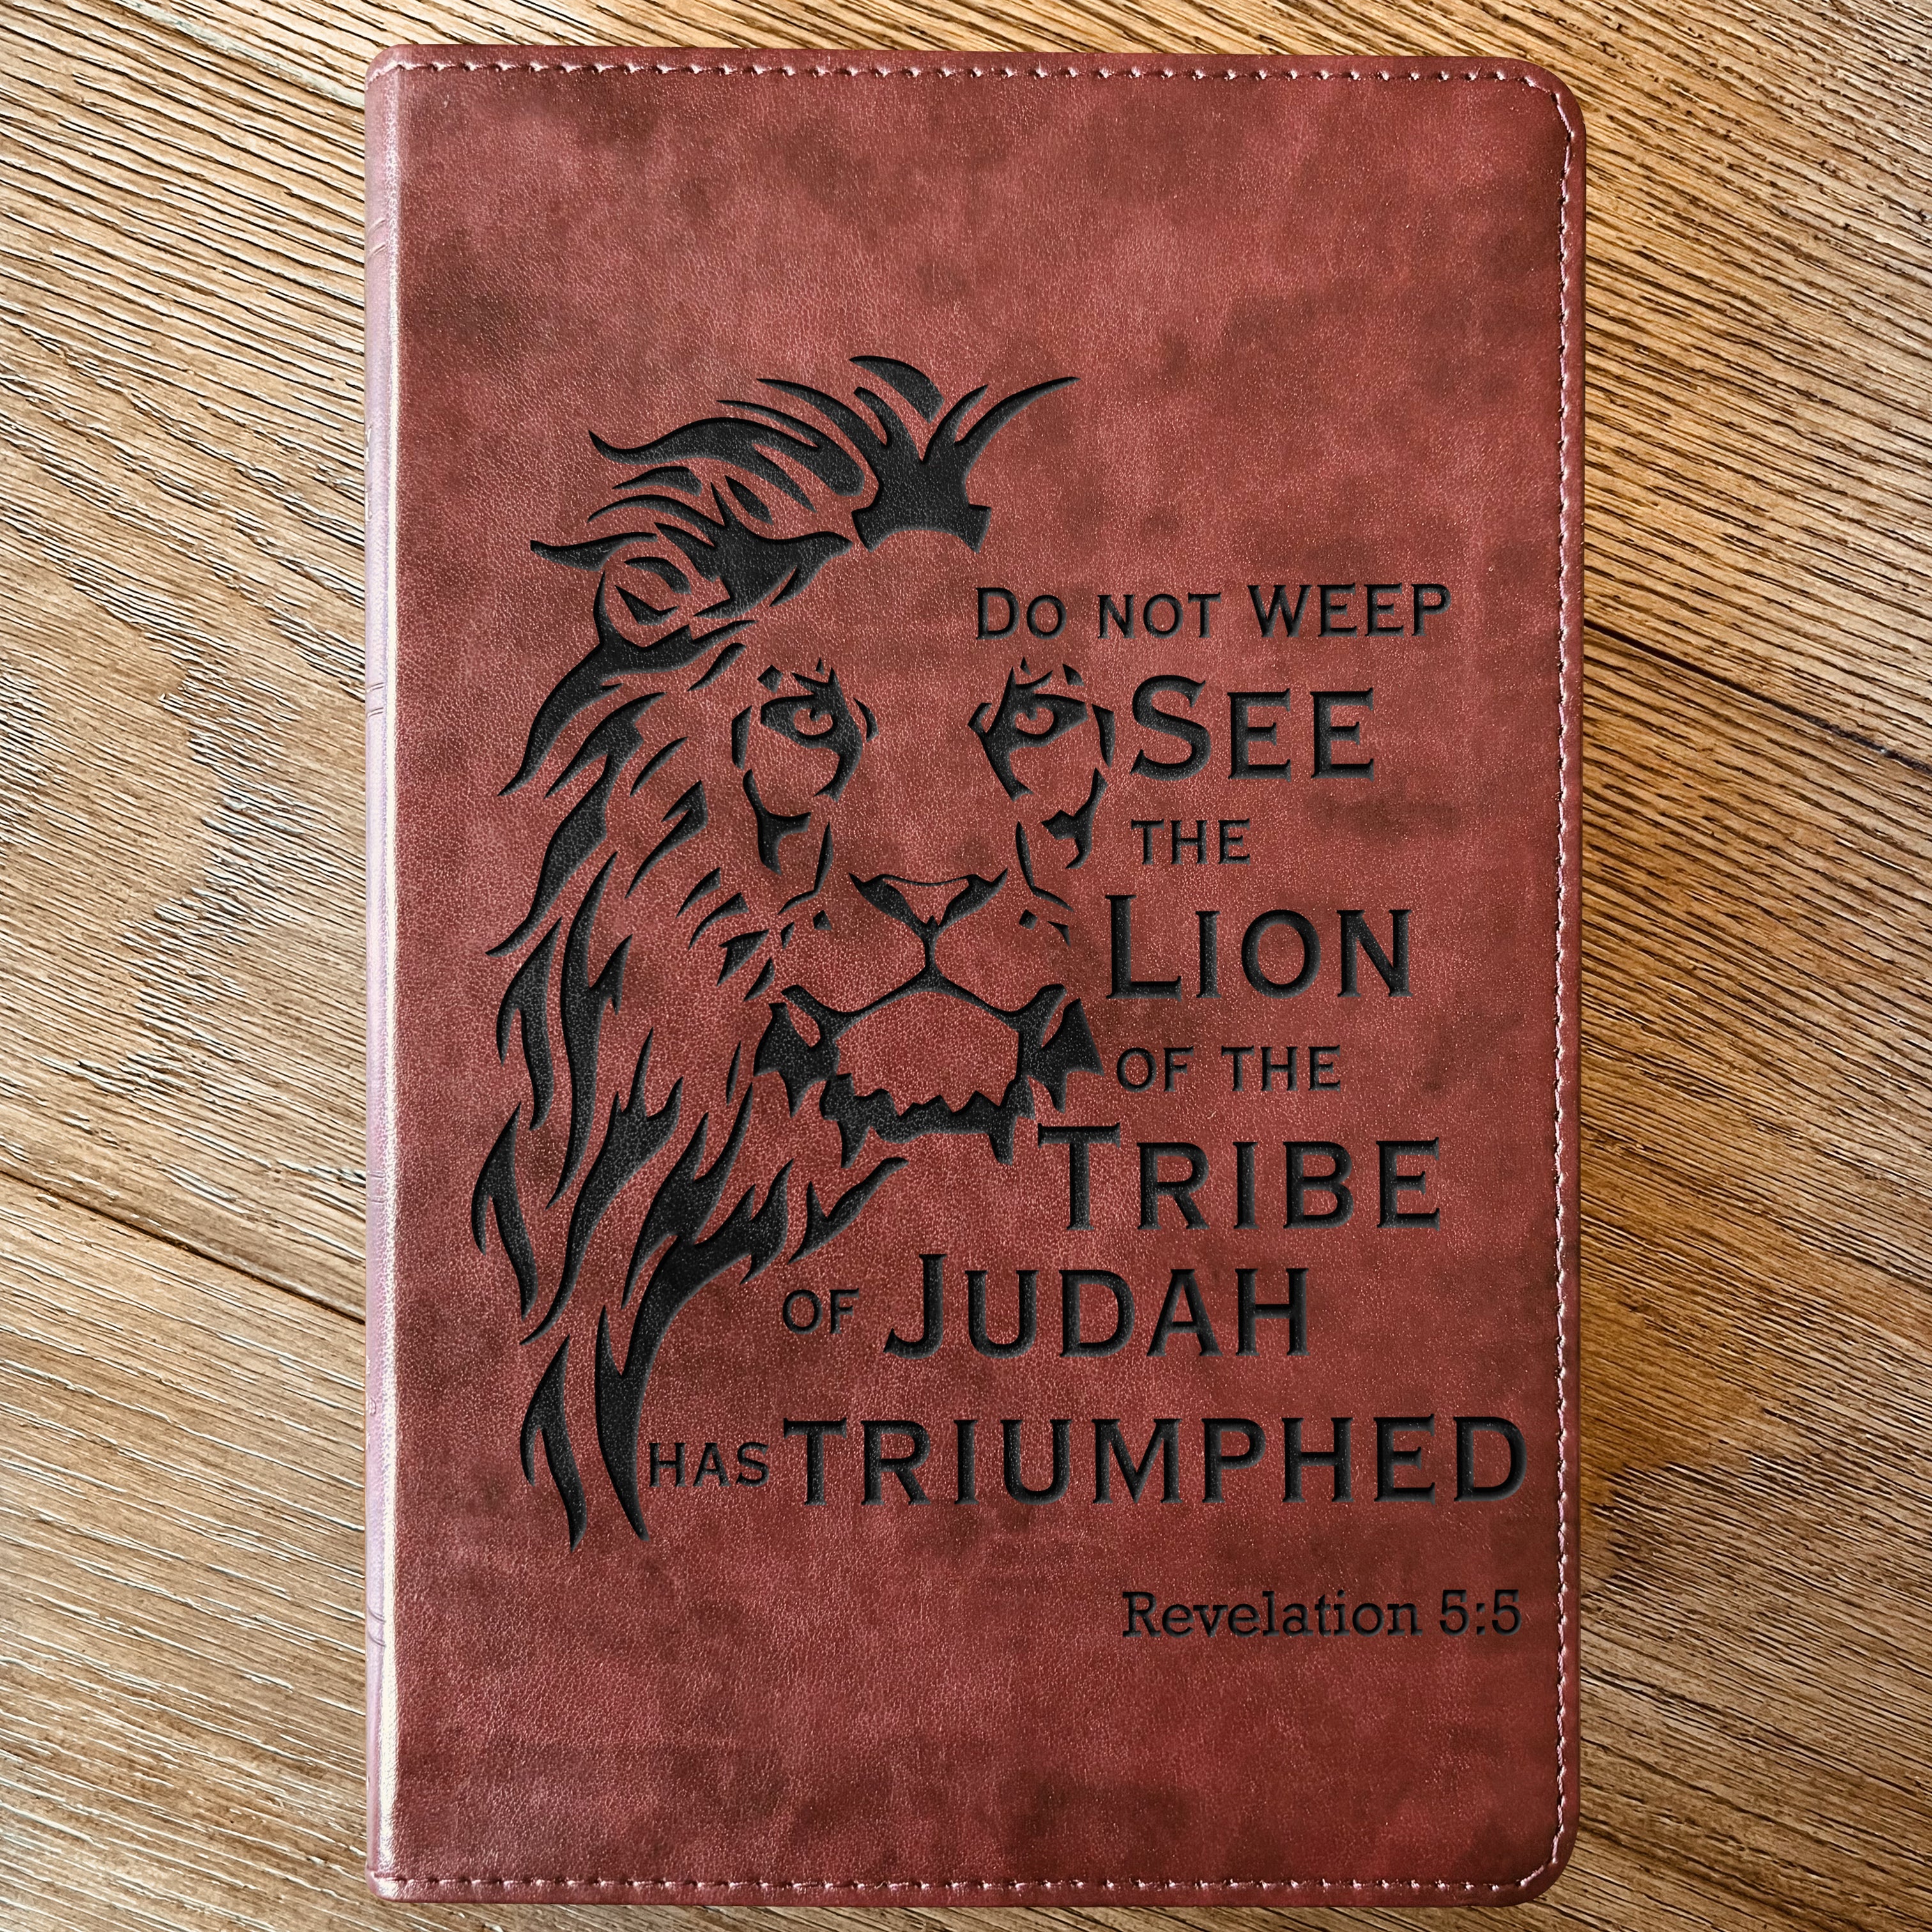 Do not WEEP
See
the
Lion
of the
Tribe
of Judah
has TRIUMPHED
Revelation 5:5